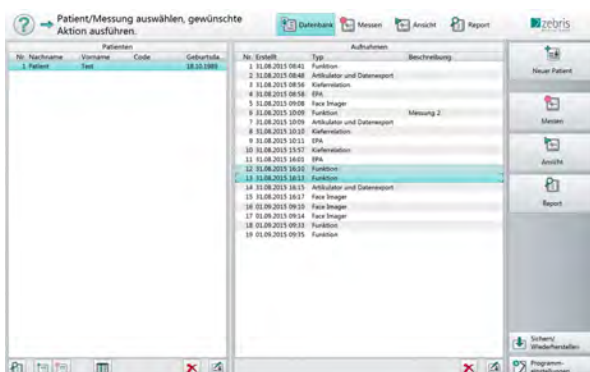 Patient/Messung auswählen, gewünschte
Aktion ausführen.
Datenbank Messen Ansicht Report
zebris
Patienten
Nr. Nachname Vorname Code Geburtsda...
1 Patient Test 18.10.1983
Aufnahmen
Nr. Erstellt Typ Beschreibung
1 31.08.2015 08:41 Funktion
2 31.08.2015 08:48 Artikulator und Datenexport
3 31.08.2015 08:56 Kieferrelation
4 31.08.2015 08:58 EPA
5 31.08.2015 09:08 Face Imager
6 31.08.2015 10:09 Funktion Messung 2
7 31.08.2015 10:09 Artikulator und Datenexport
8 31.08.2015 10:10 Kieferrelation
9 31.08.2015 10:11 EPA
10 31.08.2015 15:57 Kieferrelation
11 31.08.2015 16:01 EPA
12 31.08.2015 16:10 Funktion
13 31.08.2015 16:13 Funktion
14 31.08.2015 16:15 Artikulator und Datenexport
15 31.08.2015 16:17 Face Imager
16 01.09.2015 09:10 Face Imager
17 01.09.2015 09:14 Face Imager
18 01.09.2015 09:33 Funktion
19 01.09.2015 09:35 Funktion
Neuer Patient
Messen
Ansicht
Report
Sichern/
Wiederherstellen
Programm-
einstellungen